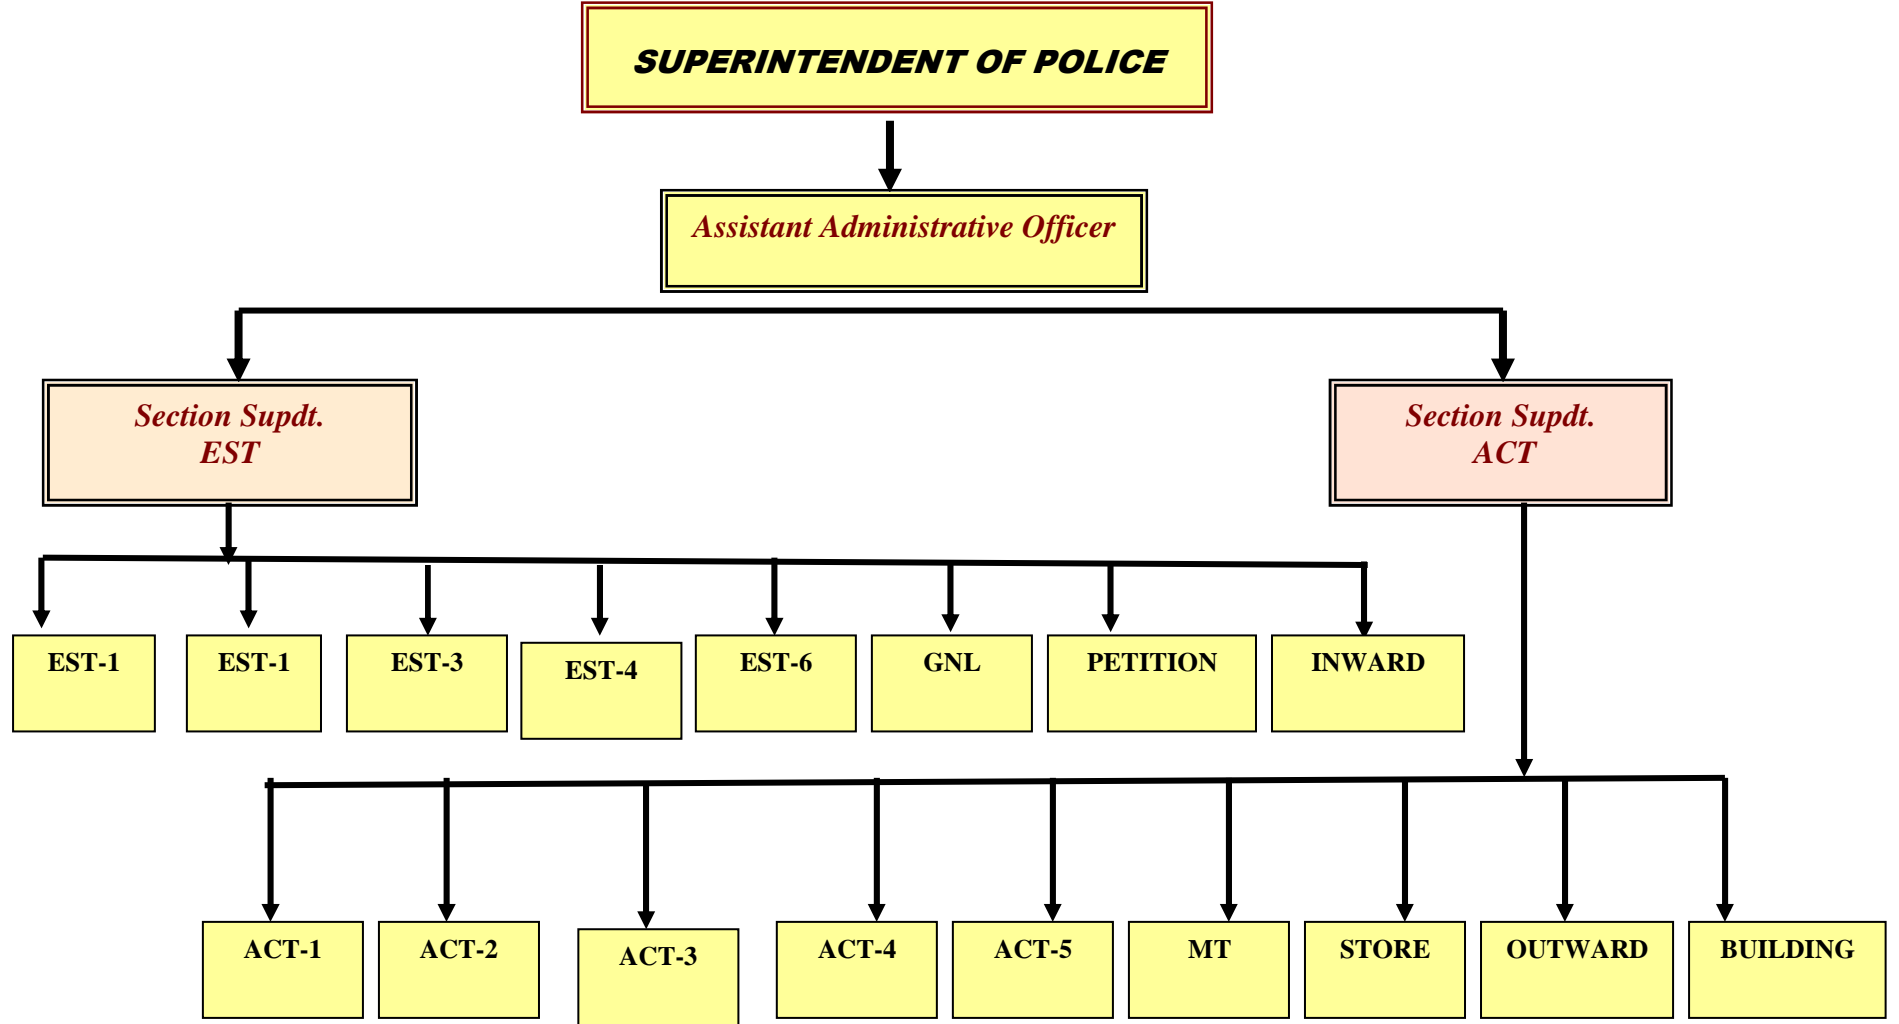 SUPERINTENDENT OF POLICE
Assistant Administrative Officer
Section Supdt.
EST
Section Supdt.
ACT
EST-1
EST-1
EST-3
EST-4
EST-6
GNL
PETITION
INWARD
ACT-1
ACT-2
ACT-3
ACT-4
ACT-5
MT
STORE
OUTWARD
BUILDING